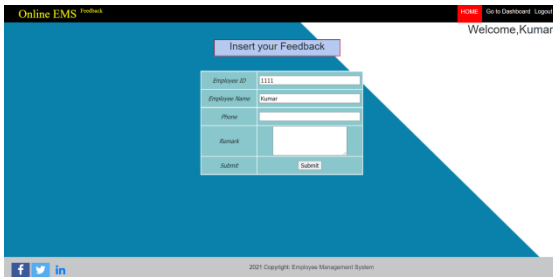 Online EMS Feedback
HOME Go to Dashboard Logout
Welcome,Kumar
Insert your Feedback
Employee ID 1111
Employee Name Kumar
Phone
Remark
Submit Submit
f in 2021 Copyright: Employee Management System